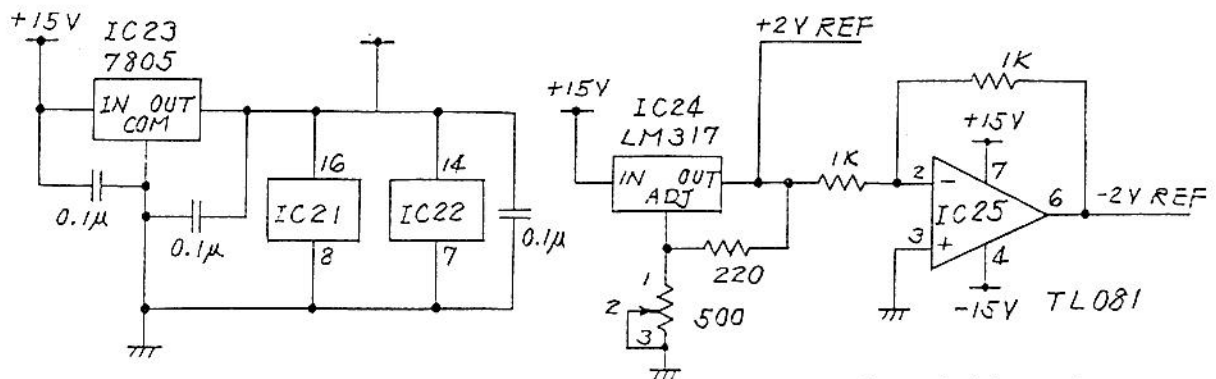 +15V
IC23
7805
IN OUT
COM
0.1μ
0.1μ
16
IC21
8
14
IC22
7
0.1μ
+15V
IC24
LM317
IN OUT
ADJ
+2V REF
220
1
2
3
500
1K
1K
+15V
7
2
-
IC25
6
-2V REF
3
+
4
-15V
TL081